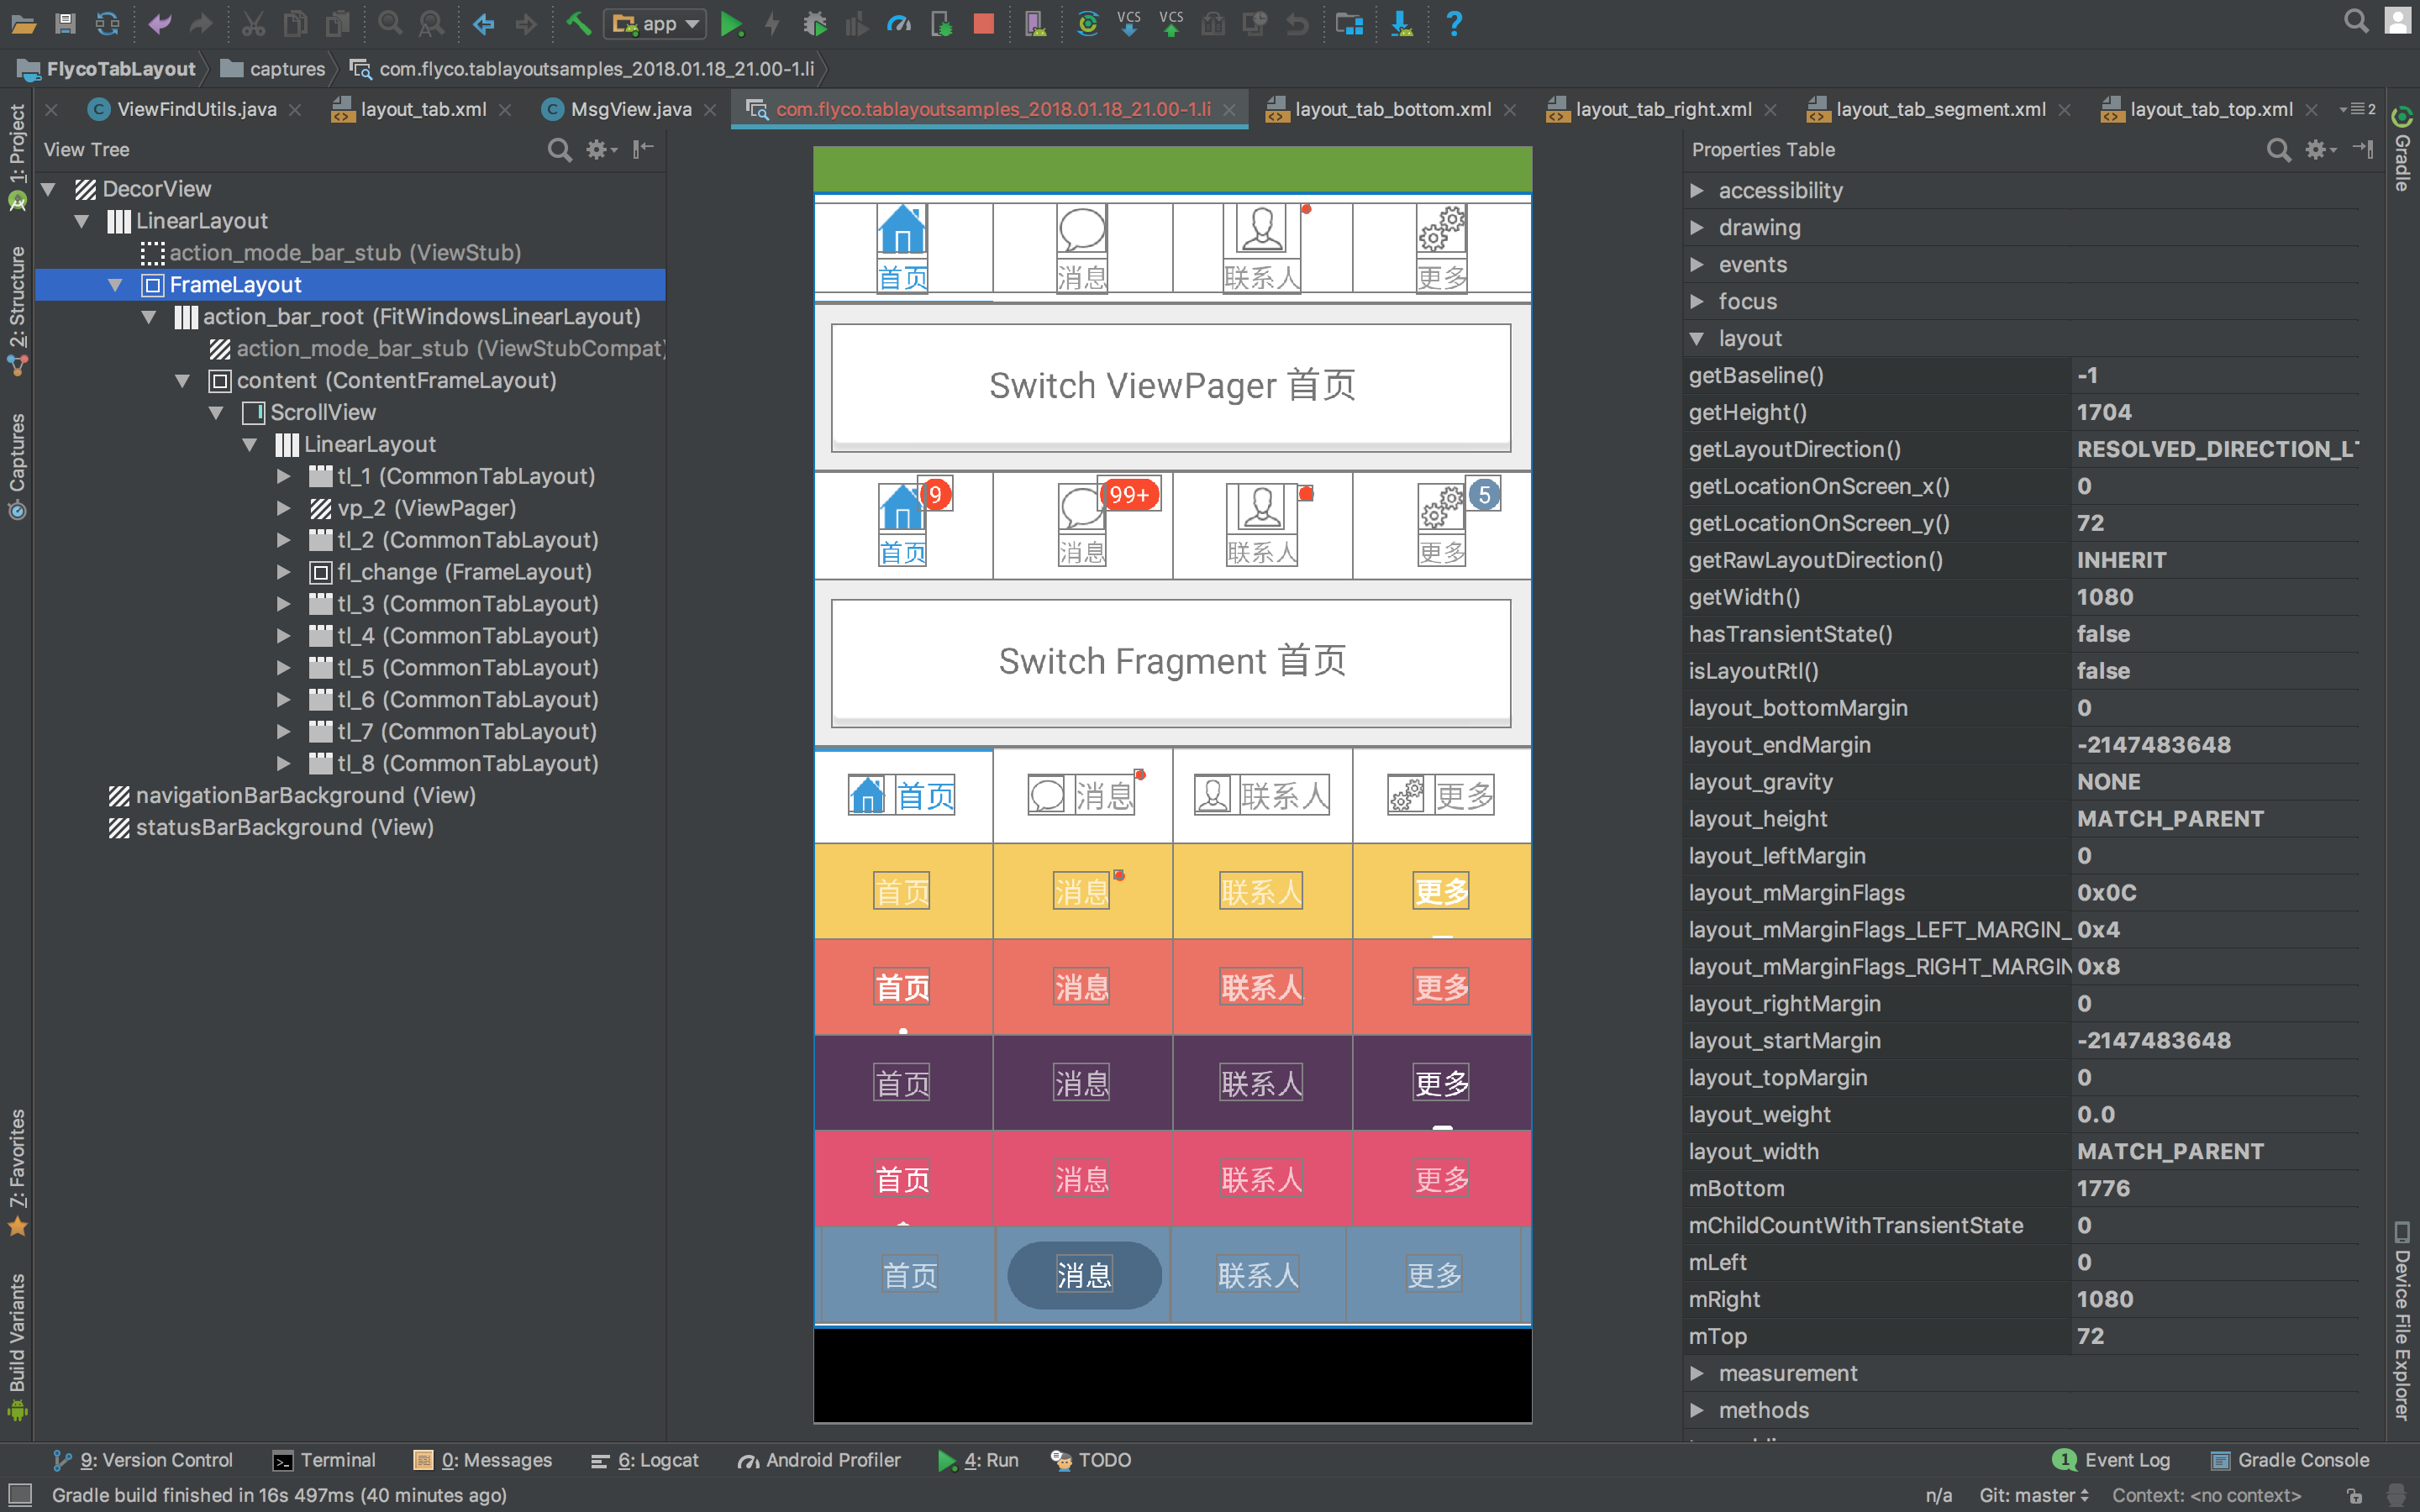 app
VCS
VCS
FlycoTabLayout
captures
com.flyco.tablayoutsamples_2018.01.18_21.00-1.li
ViewFindUtils.java
layout_tab.xml
MsgView.java
com.flyco.tablayoutsamples_2018.01.18_21.00-1.li
layout_tab_bottom.xml
layout_tab_right.xml
layout_tab_segment.xml
layout_tab_top.xml
2
1: Project
2: Structure
Captures
Z: Favorites
Build Variants
View Tree
DecorView
LinearLayout
action_mode_bar_stub (ViewStub)
FrameLayout
action_bar_root (FitWindowsLinearLayout)
action_mode_bar_stub (ViewStubCompat)
content (ContentFrameLayout)
ScrollView
LinearLayout
tl_1 (CommonTabLayout)
vp_2 (ViewPager)
tl_2 (CommonTabLayout)
fl_change (FrameLayout)
tl_3 (CommonTabLayout)
tl_4 (CommonTabLayout)
tl_5 (CommonTabLayout)
tl_6 (CommonTabLayout)
tl_7 (CommonTabLayout)
tl_8 (CommonTabLayout)
navigationBarBackground (View)
statusBarBackground (View)
首页 消息 联系人 更多
Switch ViewPager 首页
9 99+ 5
首页 消息 联系人 更多
Switch Fragment 首页
首页 消息 联系人 更多
首页 消息 联系人 更多
首页 消息 联系人 更多
首页 消息 联系人 更多
首页 消息 联系人 更多
首页 消息 联系人 更多
Properties Table
accessibility
drawing
events
focus
layout
getBaseline() -1
getHeight() 1704
getLayoutDirection() RESOLVED_DIRECTION_LT
getLocationOnScreen_x() 0
getLocationOnScreen_y() 72
getRawLayoutDirection() INHERIT
getWidth() 1080
hasTransientState() false
isLayoutRtl() false
layout_bottomMargin 0
layout_endMargin -2147483648
layout_gravity NONE
layout_height MATCH_PARENT
layout_leftMargin 0
layout_mMarginFlags 0x0C
layout_mMarginFlags_LEFT_MARGIN_ 0x4
layout_mMarginFlags_RIGHT_MARGIN 0x8
layout_rightMargin 0
layout_startMargin -2147483648
layout_topMargin 0
layout_weight 0.0
layout_width MATCH_PARENT
mBottom 1776
mChildCountWithTransientState 0
mLeft 0
mRight 1080
mTop 72
measurement
methods
Gradle
Device File Explorer
9: Version Control
Terminal
0: Messages
6: Logcat
Android Profiler
4: Run
TODO
1 Event Log
Gradle Console
Gradle build finished in 16s 497ms (40 minutes ago)
n/a
Git: master
Context: <no context>